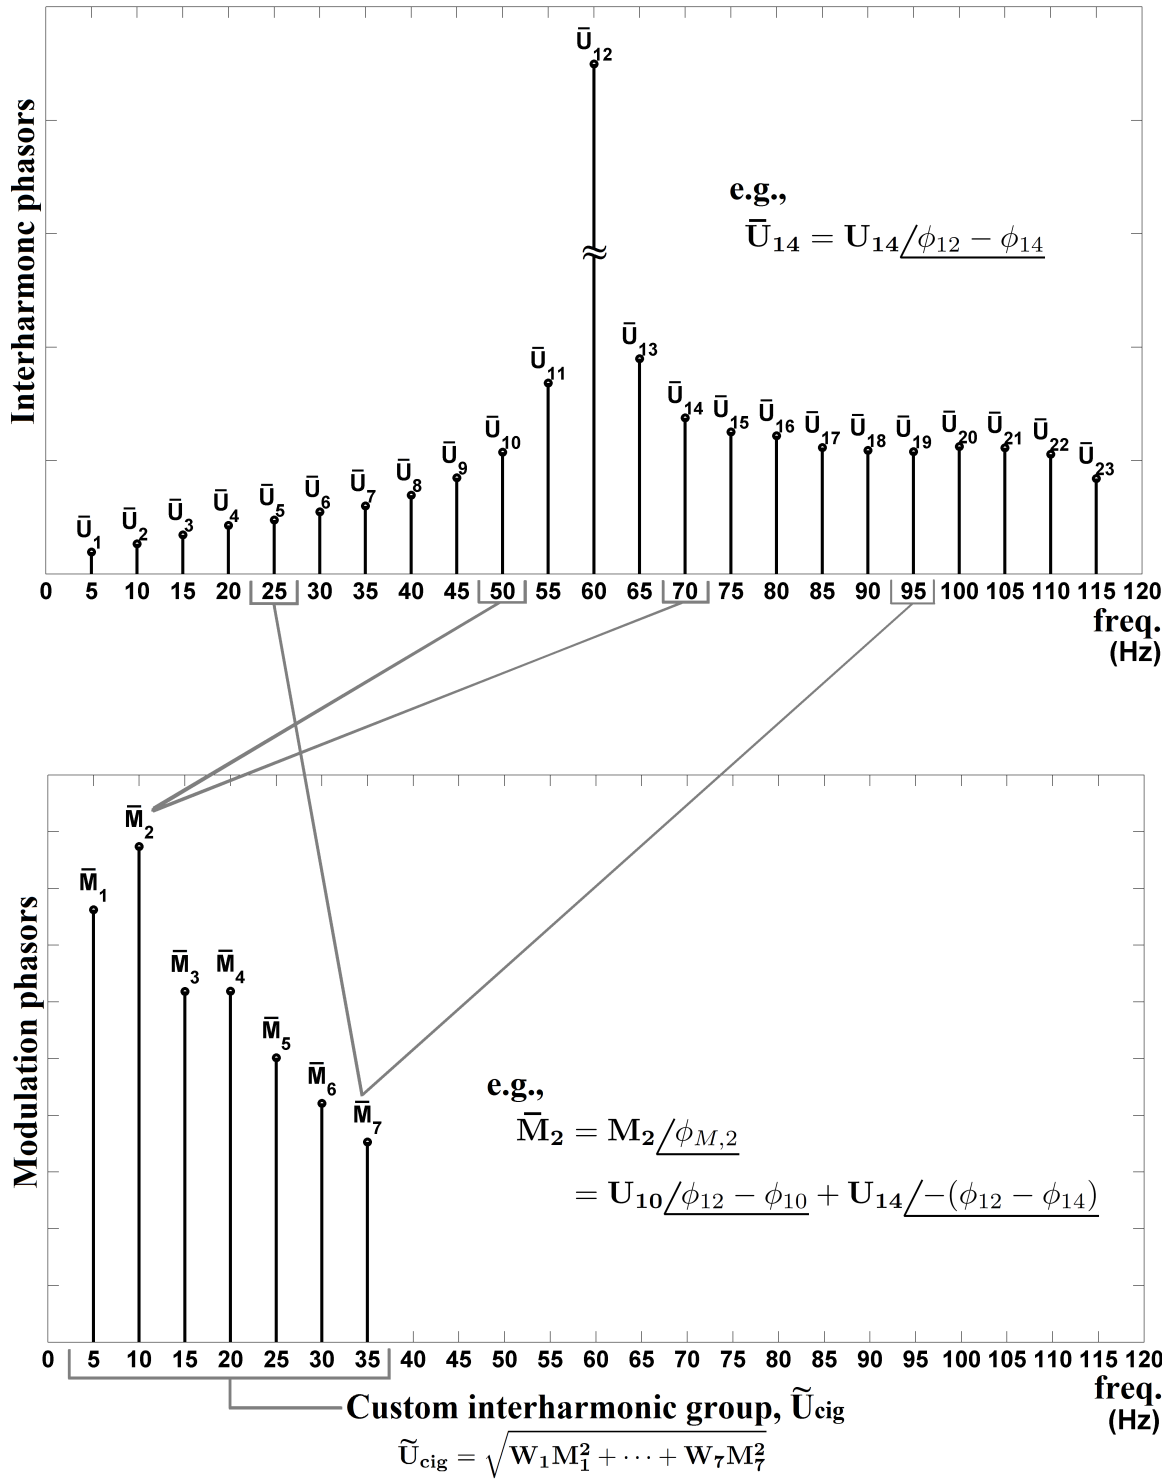 Interharmonc phasors
Ū₁ Ū₂ Ū₃ Ū₄ Ū₅ Ū₆ Ū₇ Ū₈ Ū₉ Ū₁₀ Ū₁₁ Ū₁₂ Ū₁₃ Ū₁₄ Ū₁₅ Ū₁₆ Ū₁₇ Ū₁₈ Ū₁₉ Ū₂₀ Ū₂₁ Ū₂₂ Ū₂₃
e.g.,
Ū₁₄ = U₁₄∠ϕ₁₂ − ϕ₁₄
≈
0 5 10 15 20 25 30 35 40 45 50 55 60 65 70 75 80 85 90 95 100 105 110 115 120
freq.
(Hz)
Modulation phasors
M̄₁ M̄₂ M̄₃ M̄₄ M̄₅ M̄₆ M̄₇
e.g.,
M̄₂ = M₂∠ϕ_{M,2}
= U₁₀∠ϕ₁₂ − ϕ₁₀ + U₁₄∠−(ϕ₁₂ − ϕ₁₄)
0 5 10 15 20 25 30 35 40 45 50 55 60 65 70 75 80 85 90 95 100 105 110 115 120
freq.
(Hz)
Custom interharmonic group, Ũcig
Ũcig = √(W₁M₁² + ⋯ + W₇M₇²)